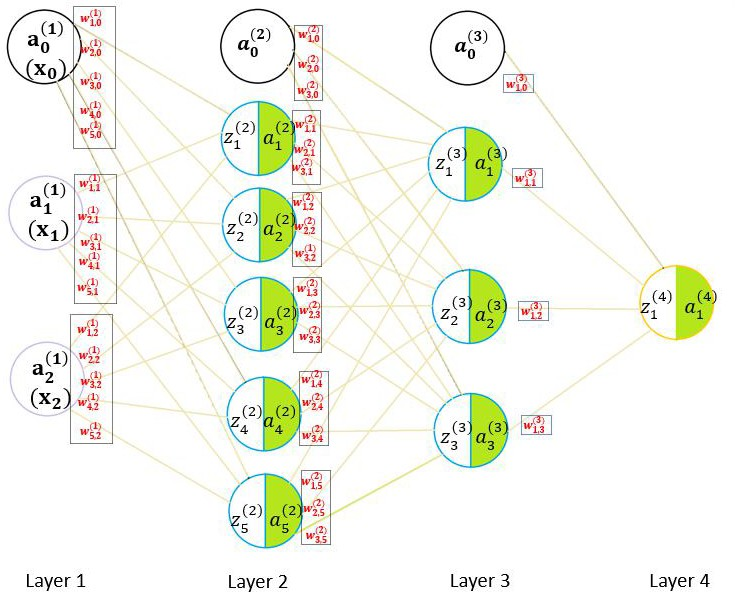 a₀⁽¹⁾
(x₀)
w₁,₀⁽¹⁾
w₂,₀⁽¹⁾
w₃,₀⁽¹⁾
w₄,₀⁽¹⁾
w₅,₀⁽¹⁾
a₁⁽¹⁾
(x₁)
w₁,₁⁽¹⁾
w₂,₁⁽¹⁾
w₃,₁⁽¹⁾
w₄,₁⁽¹⁾
w₅,₁⁽¹⁾
a₂⁽¹⁾
(x₂)
w₁,₂⁽¹⁾
w₂,₂⁽¹⁾
w₃,₂⁽¹⁾
w₄,₂⁽¹⁾
w₅,₂⁽¹⁾
a₀⁽²⁾
w₁,₀⁽²⁾
w₂,₀⁽²⁾
w₃,₀⁽²⁾
z₁⁽²⁾ a₁⁽²⁾
w₁,₁⁽²⁾
w₂,₁⁽²⁾
w₃,₁⁽²⁾
z₂⁽²⁾ a₂⁽²⁾
w₁,₂⁽²⁾
w₂,₂⁽²⁾
w₃,₂⁽²⁾
z₃⁽²⁾ a₃⁽²⁾
w₁,₃⁽²⁾
w₂,₃⁽²⁾
w₃,₃⁽²⁾
z₄⁽²⁾ a₄⁽²⁾
w₁,₄⁽²⁾
w₂,₄⁽²⁾
w₃,₄⁽²⁾
z₅⁽²⁾ a₅⁽²⁾
w₁,₅⁽²⁾
w₂,₅⁽²⁾
w₃,₅⁽²⁾
a₀⁽³⁾
w₁,₀⁽³⁾
z₁⁽³⁾ a₁⁽³⁾
w₁,₁⁽³⁾
z₂⁽³⁾ a₂⁽³⁾
w₁,₂⁽³⁾
z₃⁽³⁾ a₃⁽³⁾
w₁,₃⁽³⁾
z₁⁽⁴⁾ a₁⁽⁴⁾
Layer 1 Layer 2 Layer 3 Layer 4